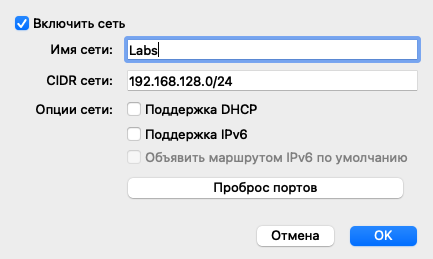 Включить сеть
Имя сети: Labs
CIDR сети: 192.168.128.0/24
Опции сети: Поддержка DHCP
Поддержка IPv6
Объявить маршрутом IPv6 по умолчанию
Проброс портов
Отмена OK